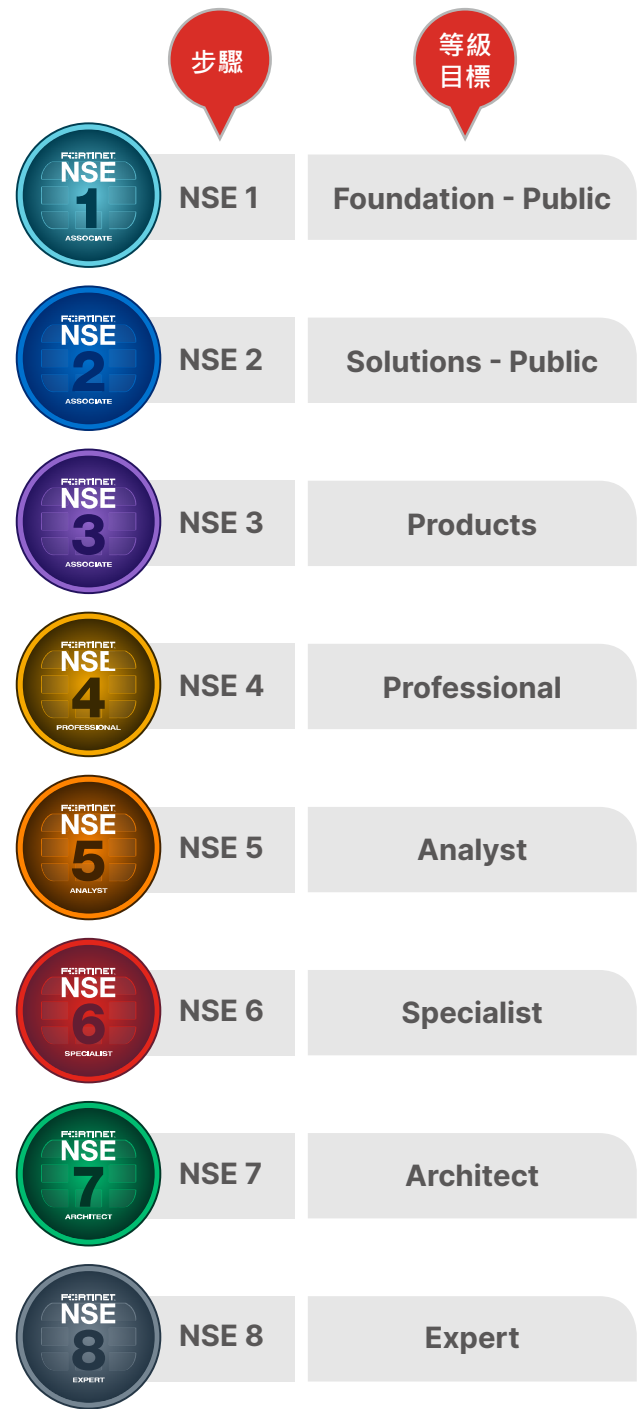 步驟
等級
目標
FORTINET
NSE
1
ASSOCIATE
NSE 1
Foundation - Public
FORTINET
NSE
2
ASSOCIATE
NSE 2
Solutions - Public
FORTINET
NSE
3
ASSOCIATE
NSE 3
Products
FORTINET
NSE
4
PROFESSIONAL
NSE 4
Professional
FORTINET
NSE
5
ANALYST
NSE 5
Analyst
FORTINET
NSE
6
SPECIALIST
NSE 6
Specialist
FORTINET
NSE
7
ARCHITECT
NSE 7
Architect
FORTINET
NSE
8
EXPERT
NSE 8
Expert